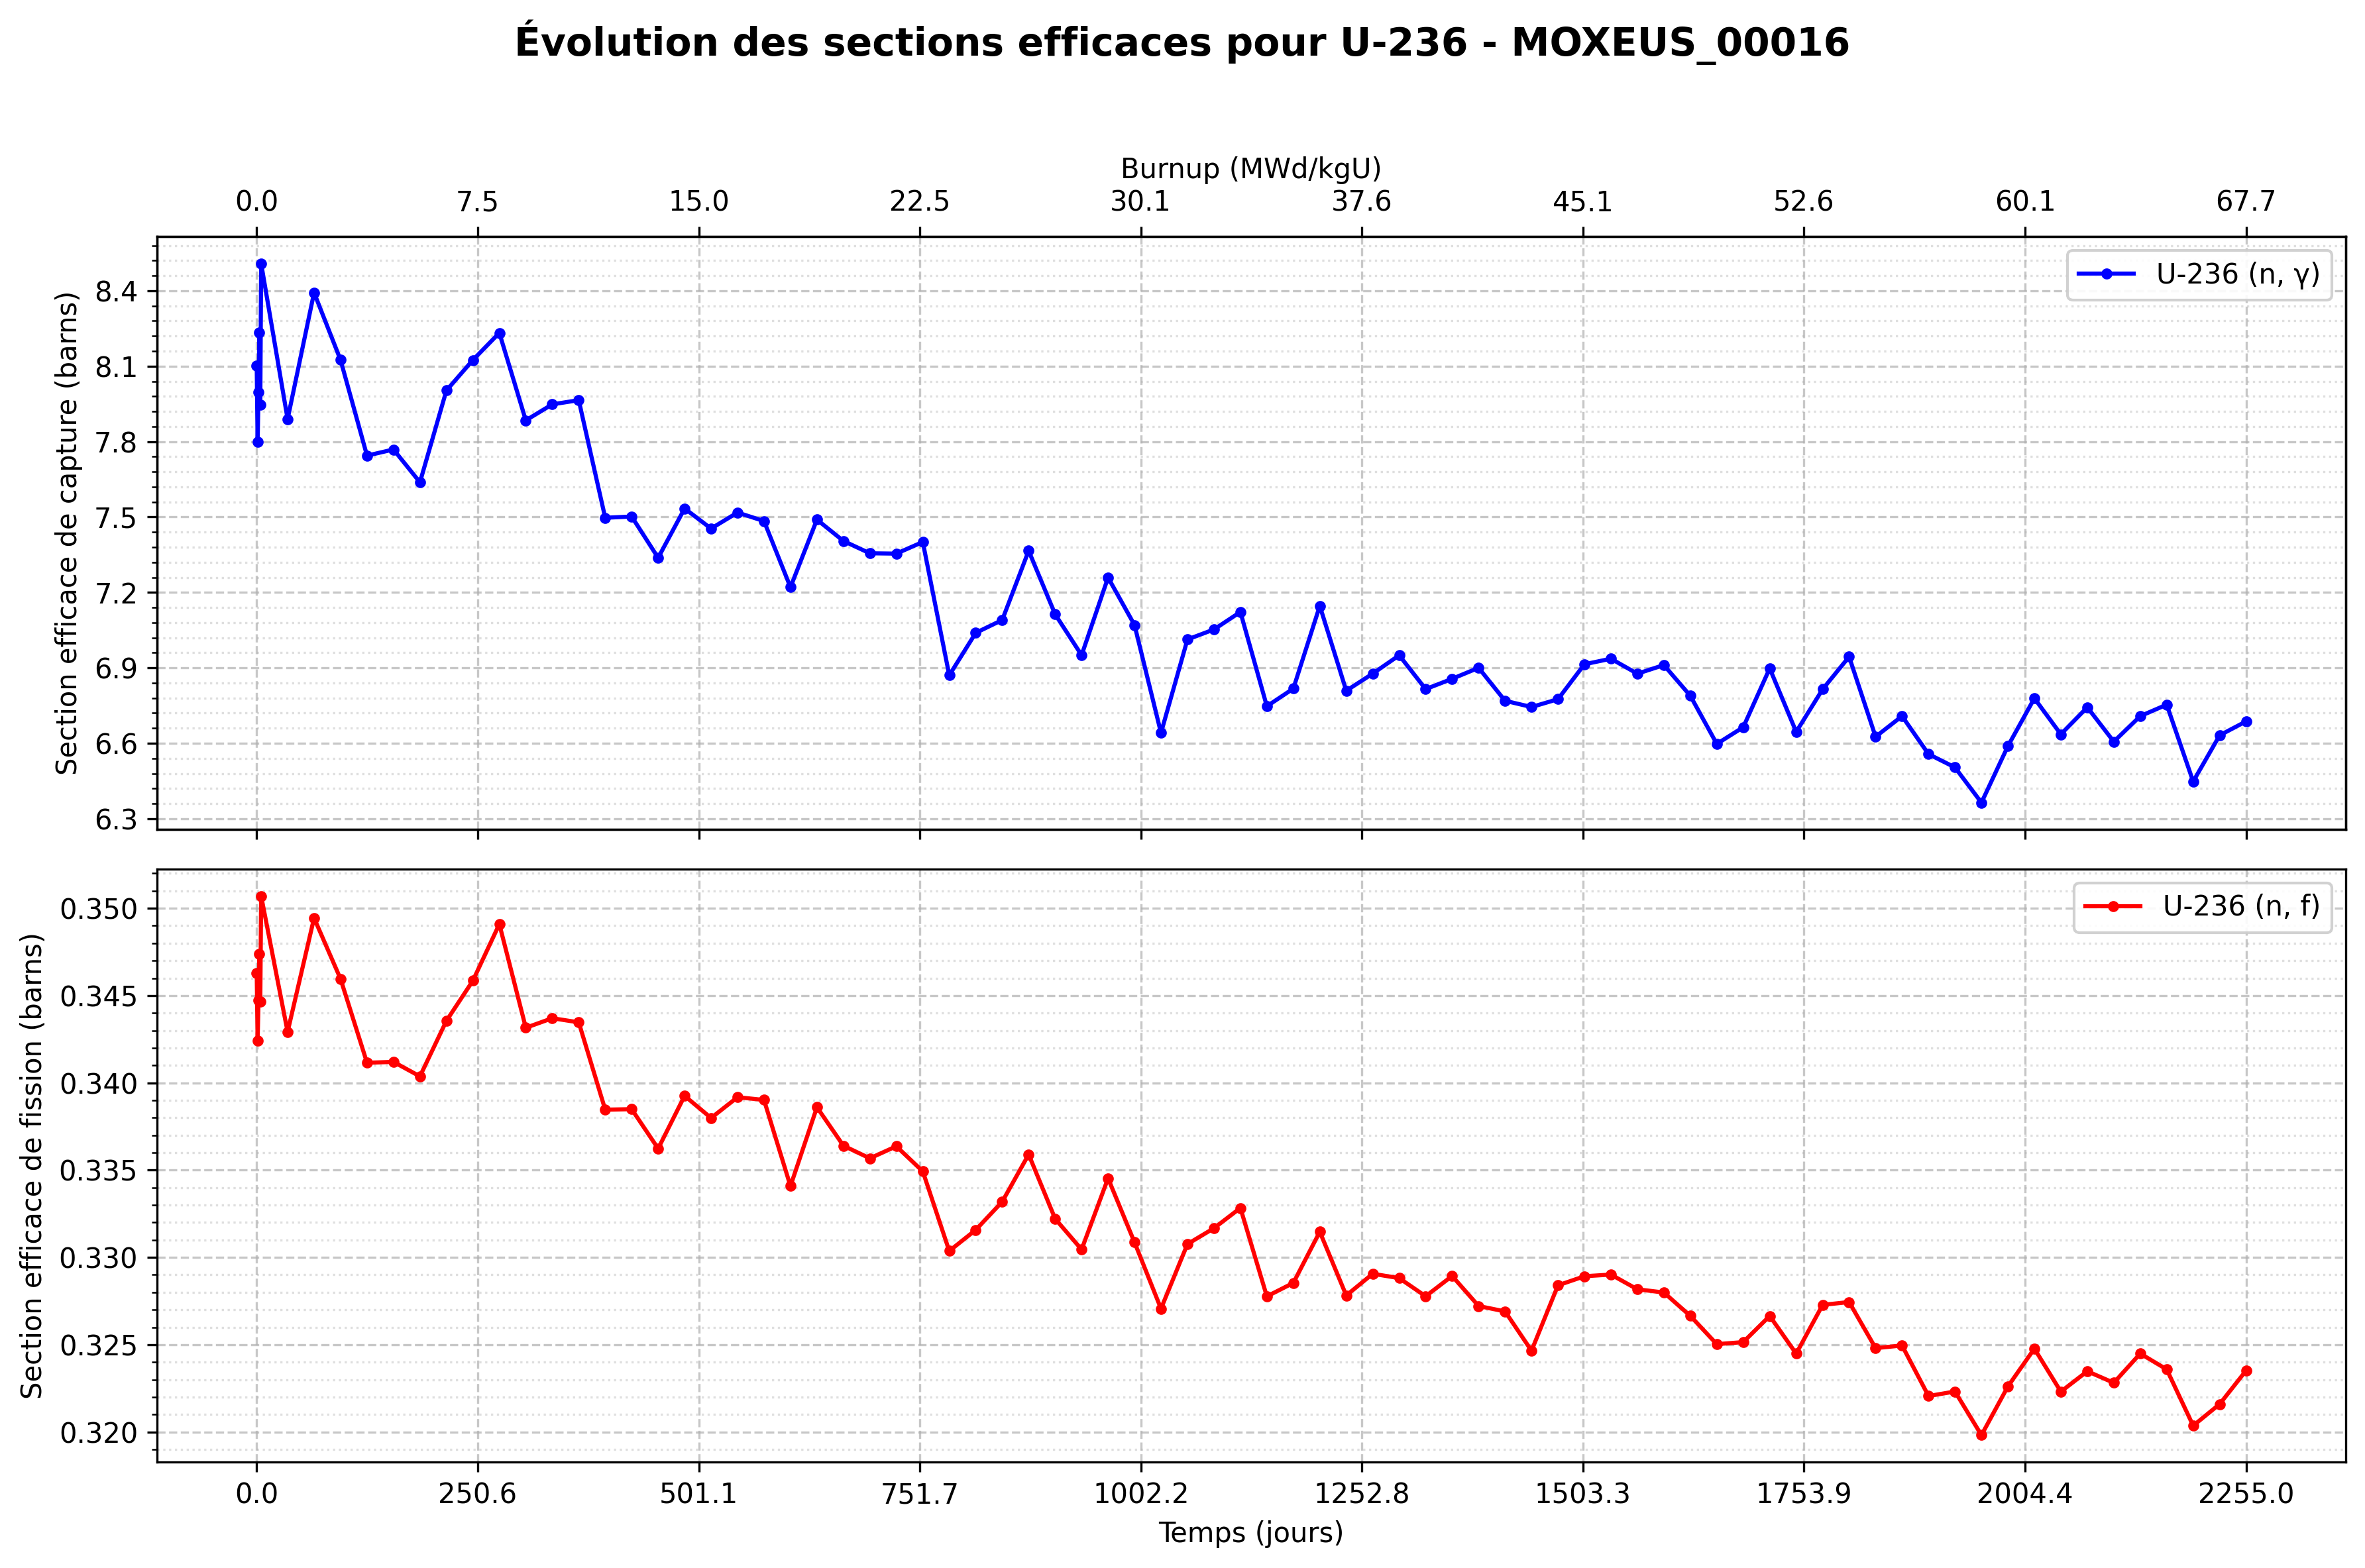 Évolution des sections efficaces pour U-236 - MOXEUS_00016
Burnup (MWd/kgU)
0.0 7.5 15.0 22.5 30.1 37.6 45.1 52.6 60.1 67.7
Section efficace de capture (barns)
8.4
8.1
7.8
7.5
7.2
6.9
6.6
6.3
U-236 (n, γ)
Section efficace de fission (barns)
0.350
0.345
0.340
0.335
0.330
0.325
0.320
U-236 (n, f)
0.0 250.6 501.1 751.7 1002.2 1252.8 1503.3 1753.9 2004.4 2255.0
Temps (jours)